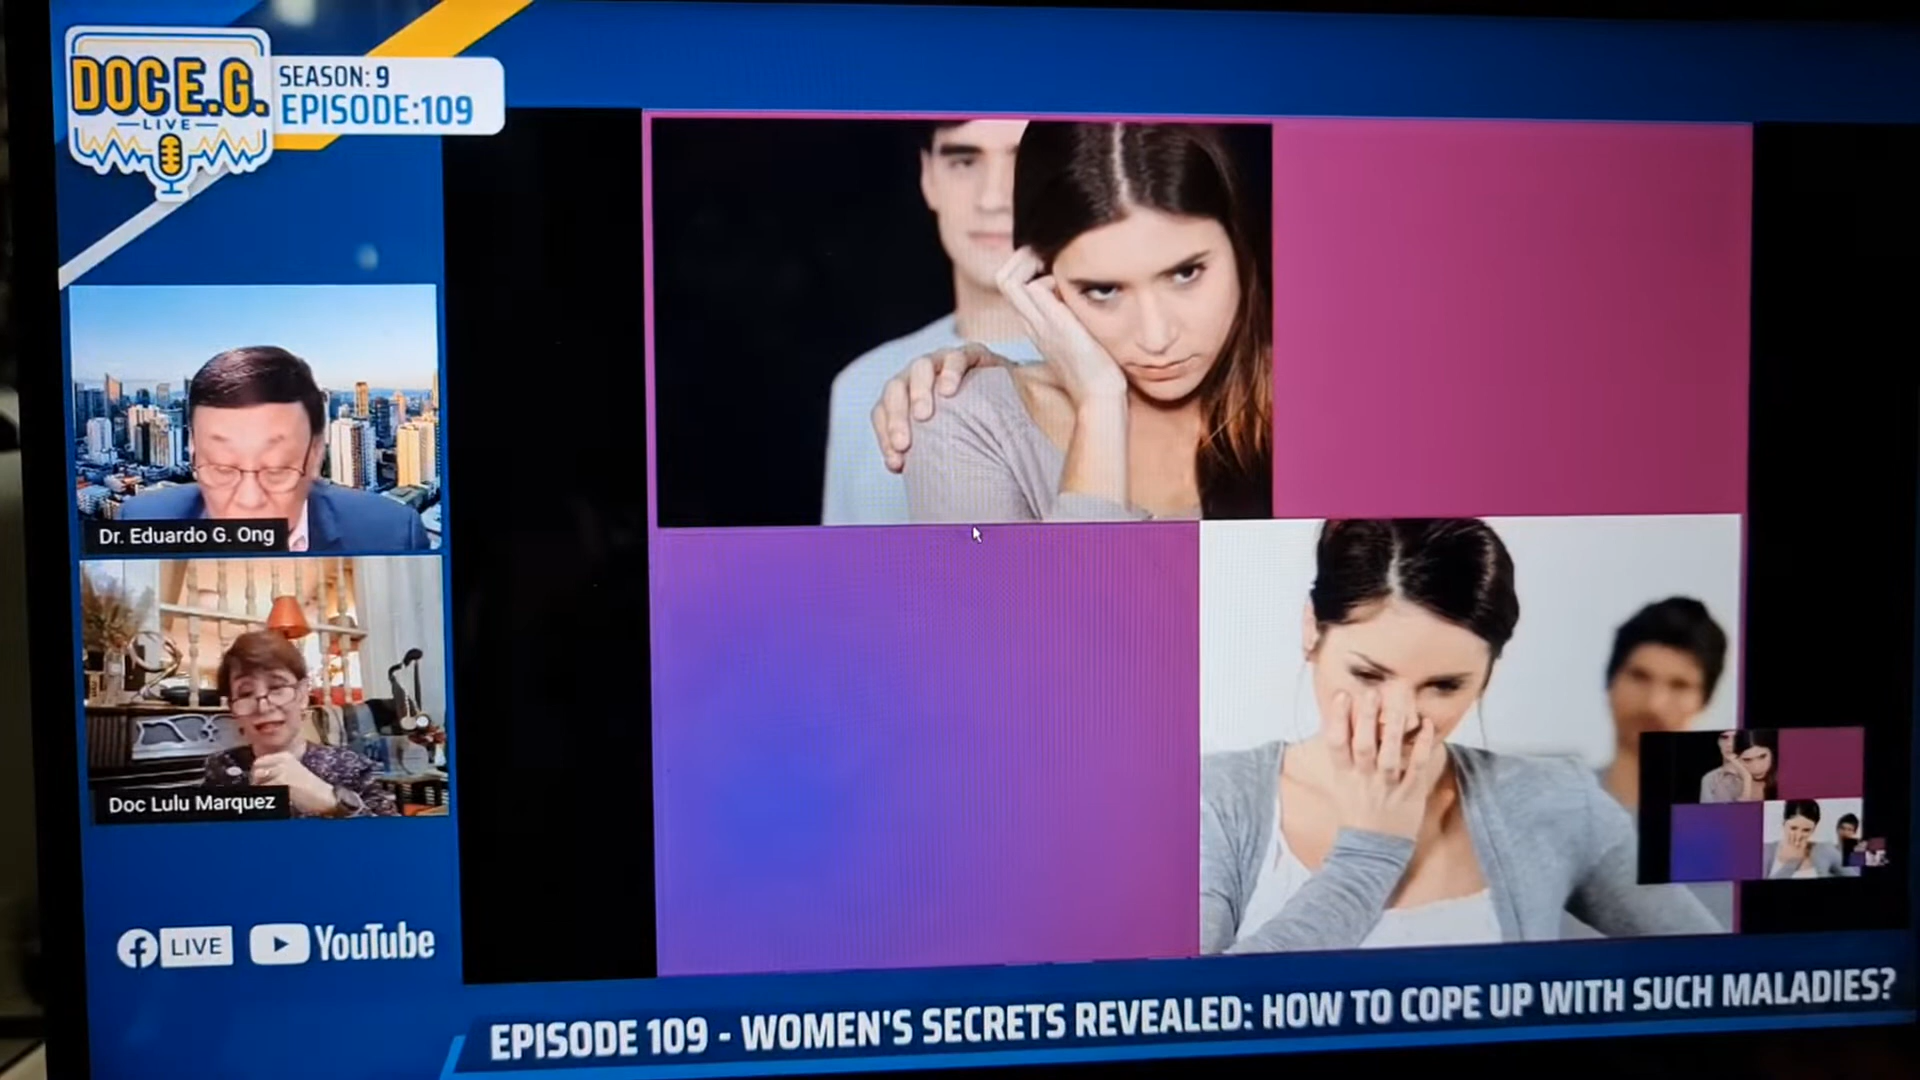 DOC E.G.
LIVE
SEASON: 9
EPISODE:109
Dr. Eduardo G. Ong
Doc Lulu Marquez
LIVE
YouTube
EPISODE 109 - WOMEN'S SECRETS REVEALED: HOW TO COPE UP WITH SUCH MALADIES?